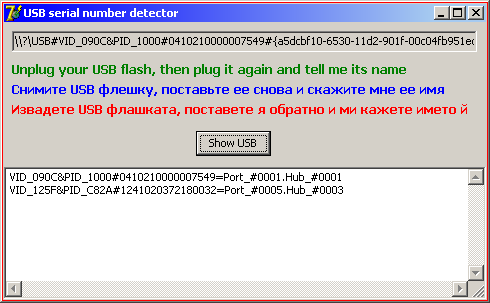 USB serial number detector
\\?\USB#VID_090C&PID_1000#0410210000007549#{a5dcbf10-6530-11d2-901f-00c04fb951ec
Unplug your USB flash, then plug it again and tell me its name
Снимите USB флешку, поставьте ее снова и скажите мне ее имя
Извадете USB флашката, поставете я обратно и ми кажете името й
Show USB
VID_090C&PID_1000#0410210000007549=Port_#0001.Hub_#0001
VID_125F&PID_C82A#1241020372180032=Port_#0005.Hub_#0003